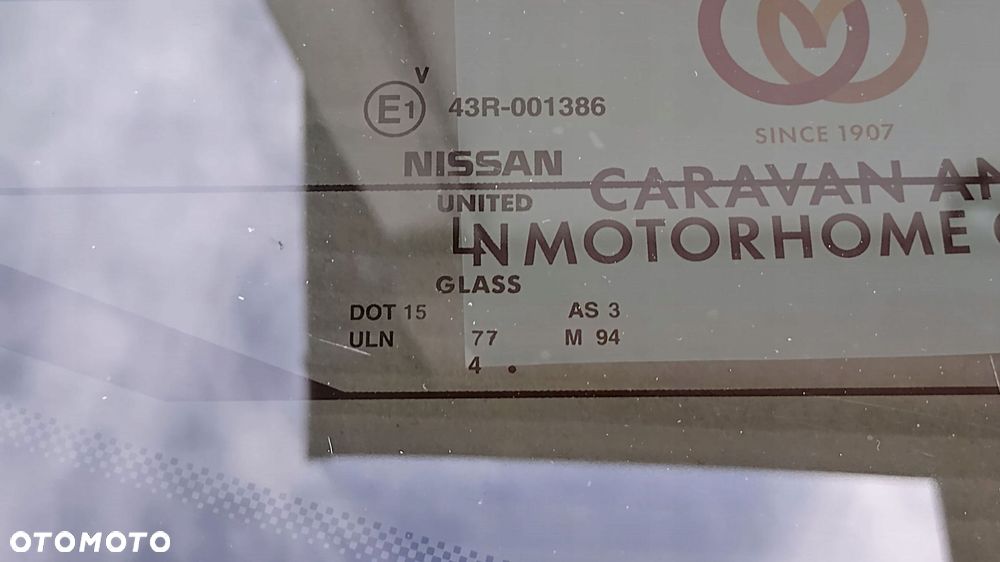 V
E1 43R-001386
NISSAN
UNITED
LN
GLASS
DOT 15 AS 3
ULN 77 M 94
4 .
SINCE 1907
CARAVAN
MOTORHOME
OTOMOTO